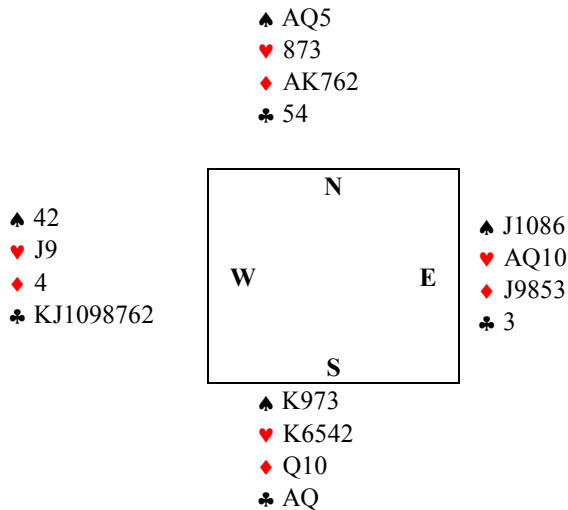 ♠ AQ5
♥ 873
♦ AK762
♣ 54
N
♠ 42
♥ J9
♦ 4
♣ KJ1098762
W
E
♠ J1086
♥ AQ10
♦ J9853
♣ 3
S
♠ K973
♥ K6542
♦ Q10
♣ AQ